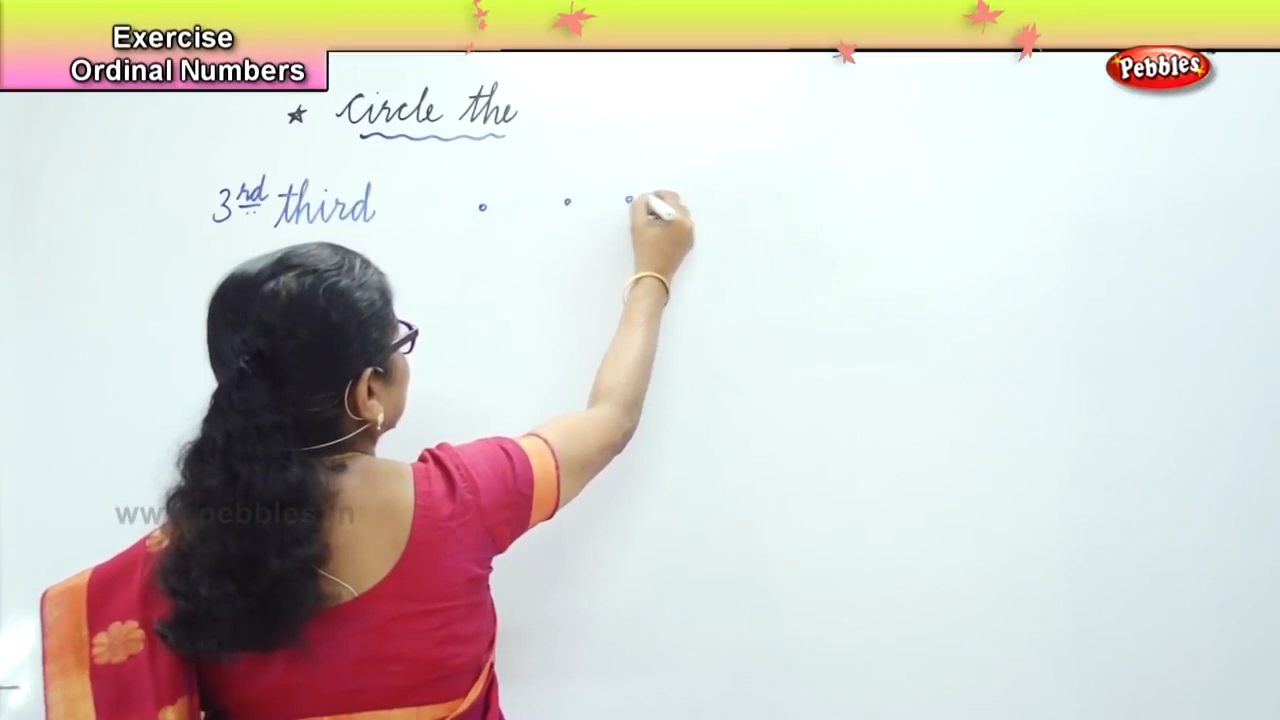 Exercise
Ordinal Numbers
Pebbles
★ Circle the
3rd third
www.pebbles.in